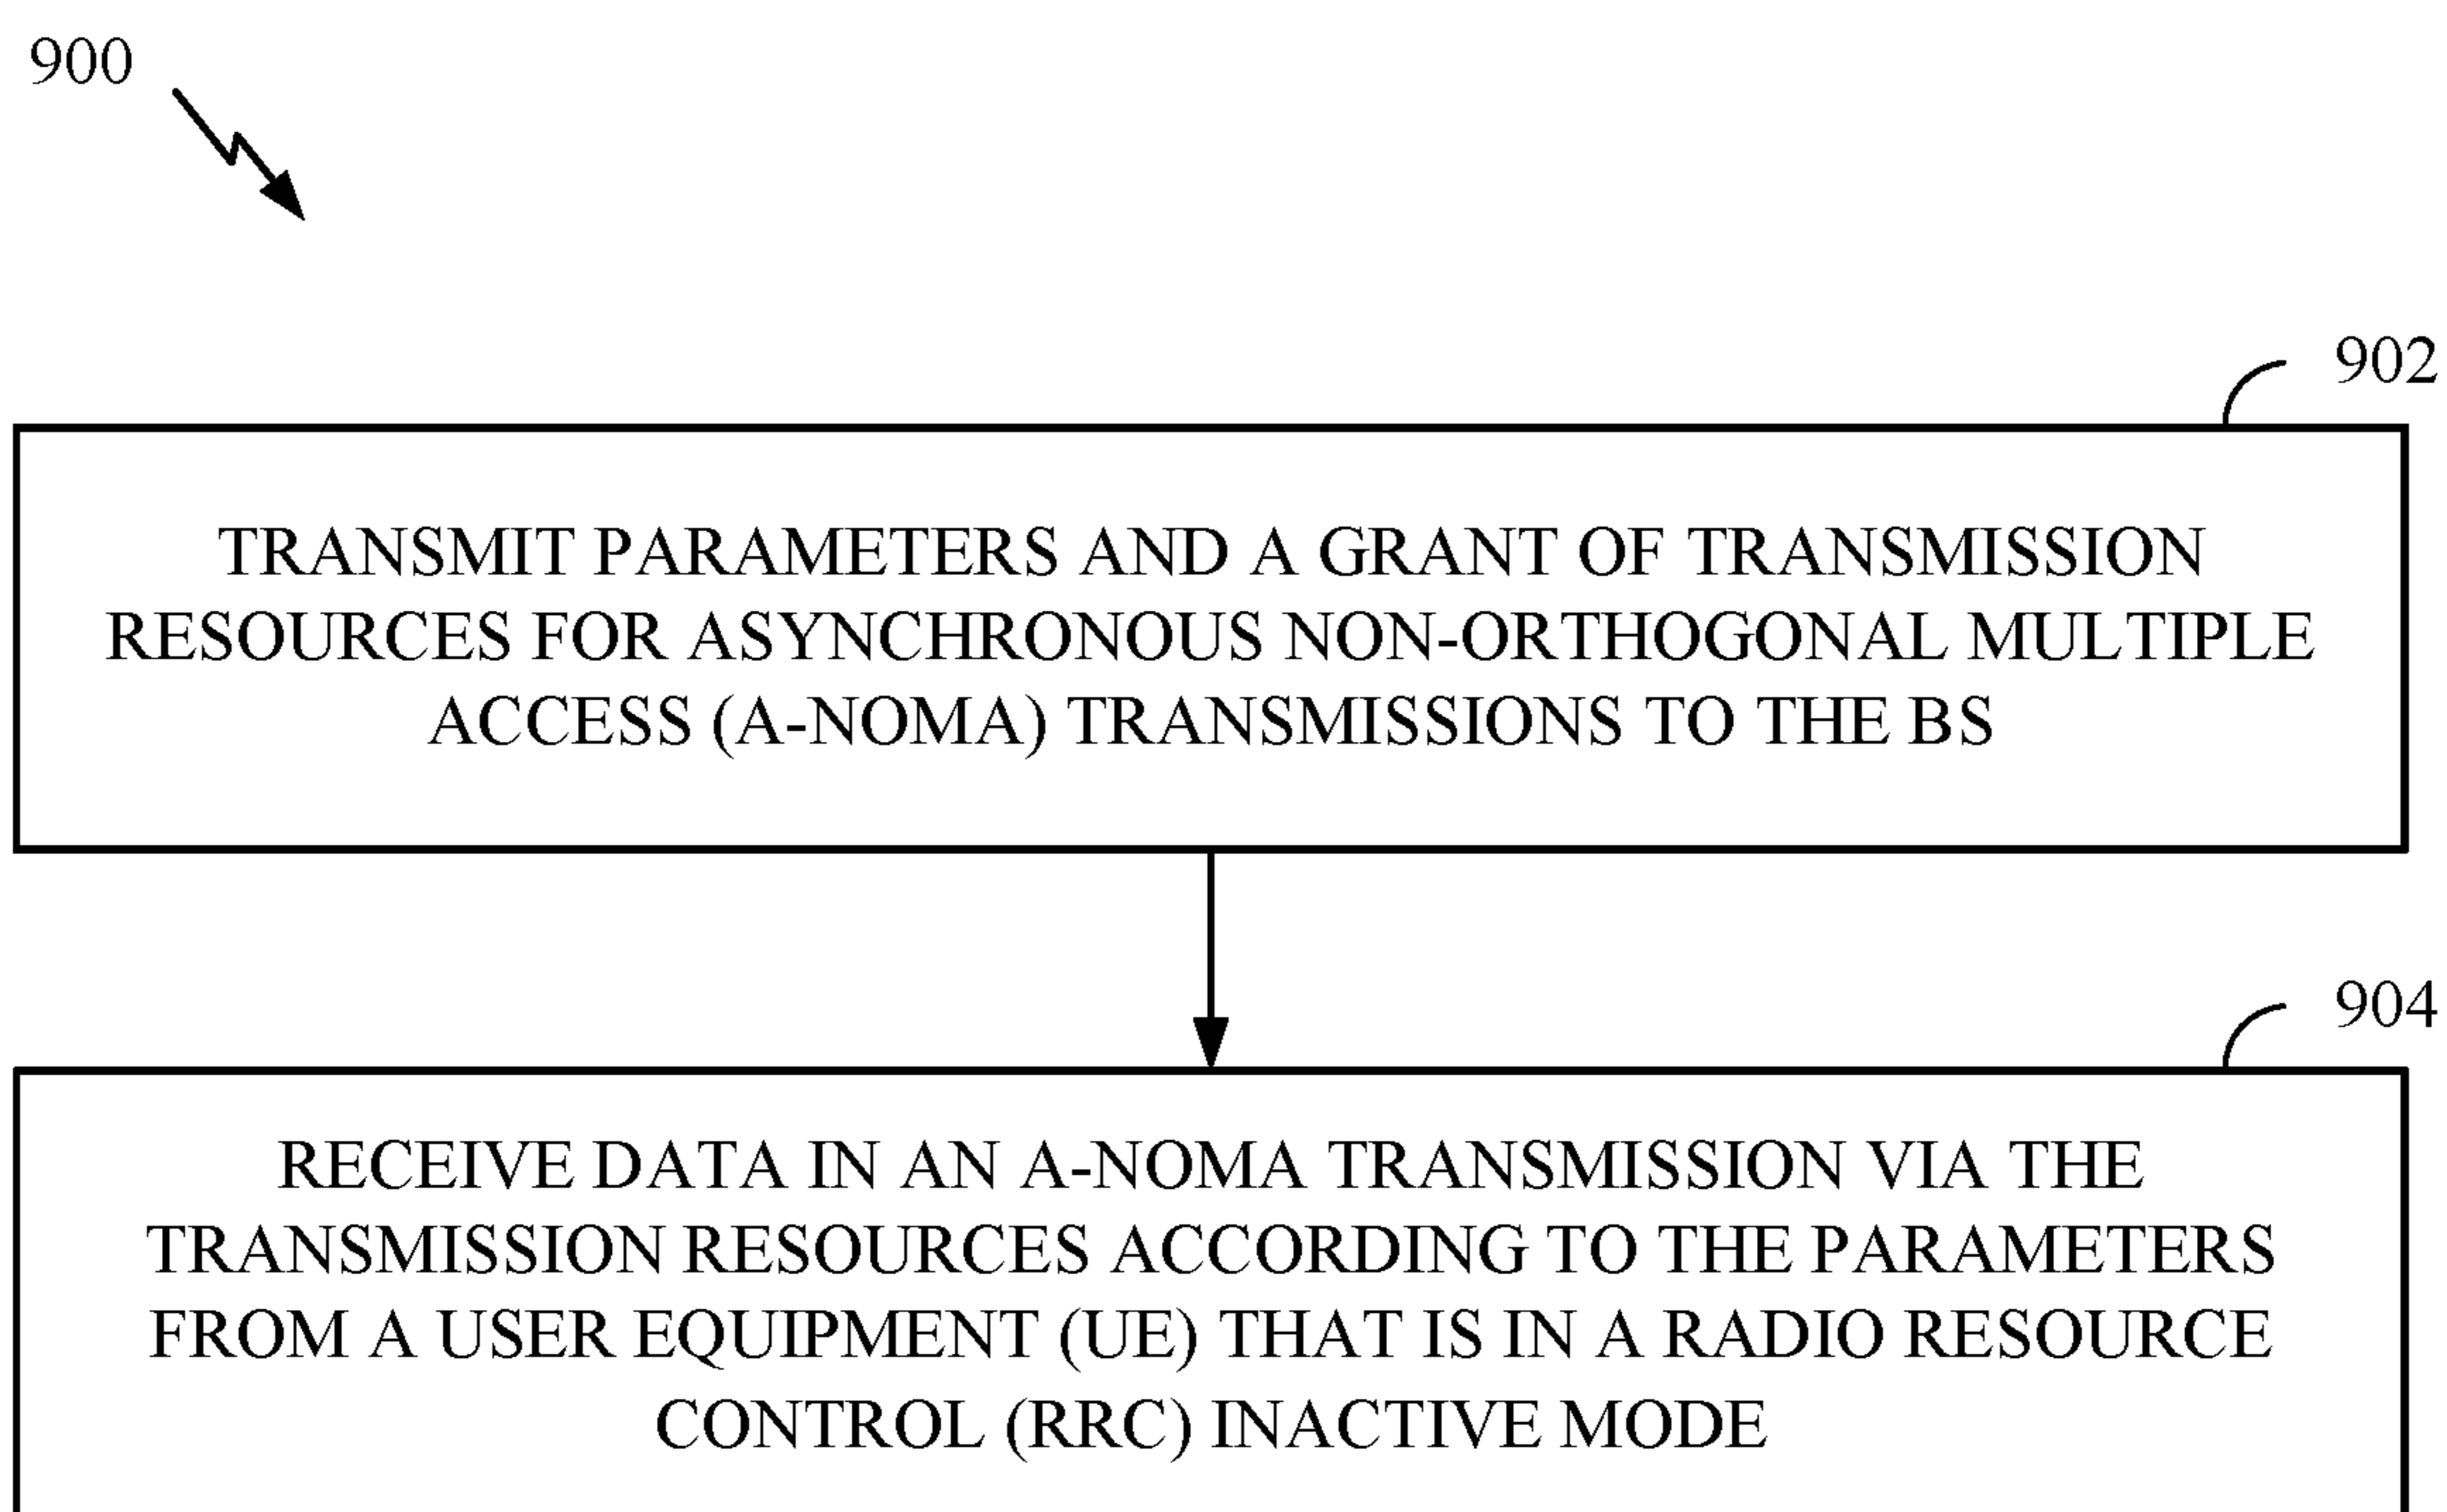 900
902
TRANSMIT PARAMETERS AND A GRANT OF TRANSMISSION
RESOURCES FOR ASYNCHRONOUS NON-ORTHOGONAL MULTIPLE
ACCESS (A-NOMA) TRANSMISSIONS TO THE BS
904
RECEIVE DATA IN AN A-NOMA TRANSMISSION VIA THE
TRANSMISSION RESOURCES ACCORDING TO THE PARAMETERS
FROM A USER EQUIPMENT (UE) THAT IS IN A RADIO RESOURCE
CONTROL (RRC) INACTIVE MODE